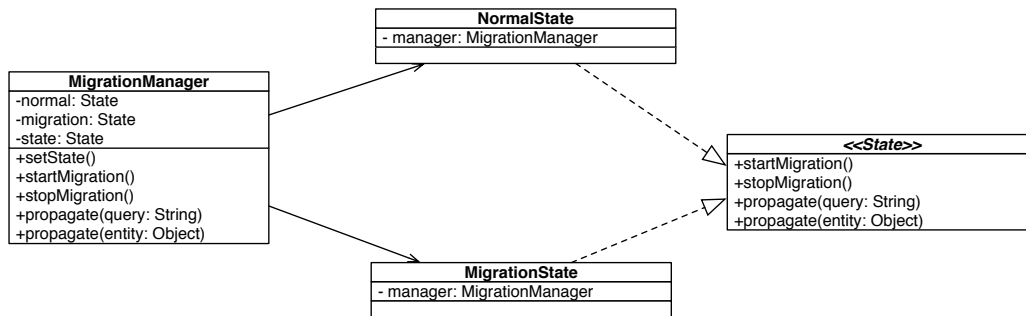 NormalState
- manager: MigrationManager
MigrationManager
-normal: State
-migration: State
-state: State
+setState()
+startMigration()
+stopMigration()
+propagate(query: String)
+propagate(entity: Object)
<<State>>
+startMigration()
+stopMigration()
+propagate(query: String)
+propagate(entity: Object)
MigrationState
- manager: MigrationManager